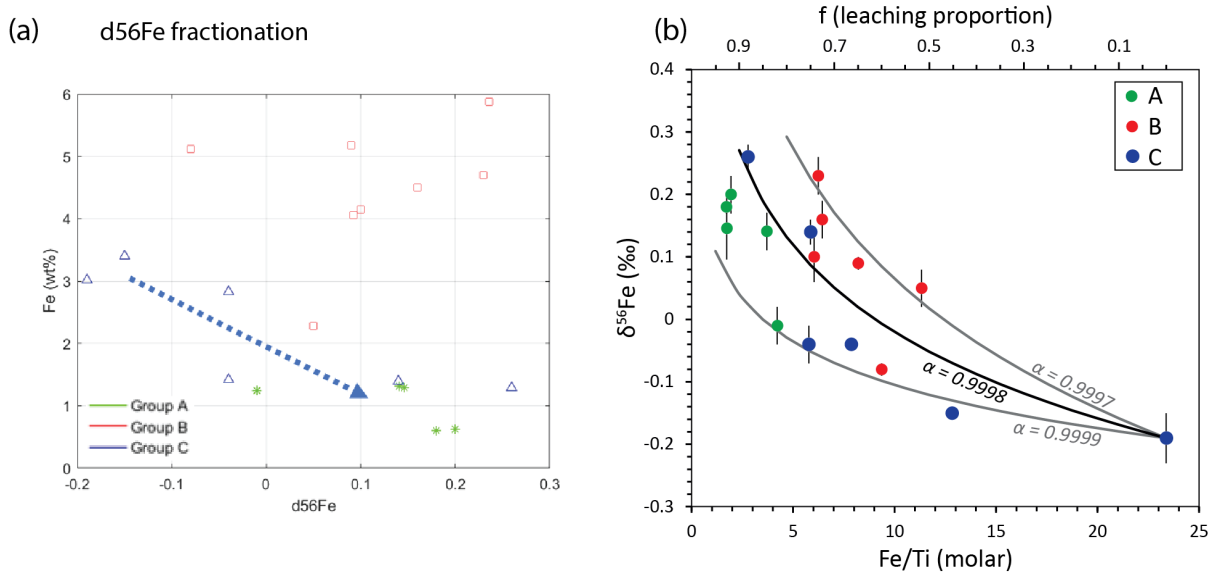 (a) d56Fe fractionation
6
5
4
3
2
1
0
Fe (wt%)
-0.2 -0.1 0 0.1 0.2 0.3
d56Fe
Group A
Group B
Group C
(b) f (leaching proportion)
0.9 0.7 0.5 0.3 0.1
0.4
0.3
0.2
0.1
0
-0.1
-0.2
-0.3
δ⁵⁶Fe (‰)
A
B
C
α = 0.9997
α = 0.9998
α = 0.9999
0 5 10 15 20 25
Fe/Ti (molar)